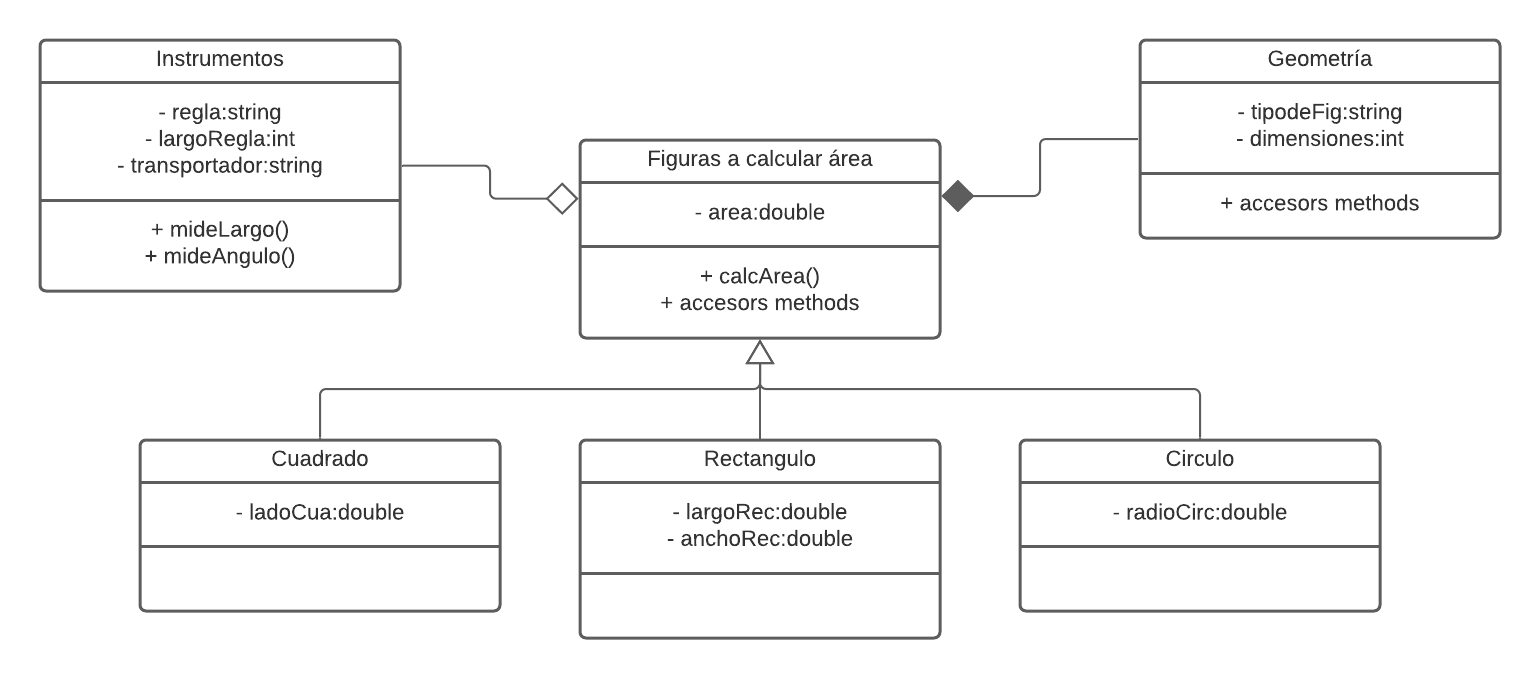 Instrumentos
- regla:string
- largoRegla:int
- transportador:string
+ mideLargo()
+ mideAngulo()
Figuras a calcular área
- area:double
+ calcArea()
+ accesors methods
Geometría
- tipodeFig:string
- dimensiones:int
+ accesors methods
Cuadrado
- ladoCua:double
Rectangulo
- largoRec:double
- anchoRec:double
Circulo
- radioCirc:double